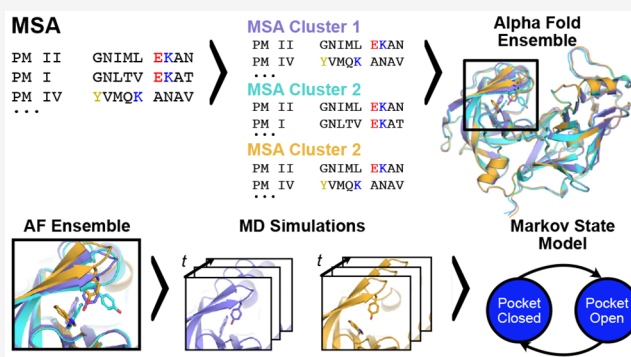 MSA
PM II GNIML EKAN
PM I GNLTV EKAT
PM IV YVMQK ANAV
...
MSA Cluster 1
PM II GNIML EKAN
PM IV YVMQK ANAV
...
MSA Cluster 2
PM II GNIML EKAN
PM I GNLTV EKAT
...
MSA Cluster 2
PM II GNIML EKAN
PM IV YVMQK ANAV
...
Alpha Fold
Ensemble
AF Ensemble
MD Simulations
t
t
Markov State
Model
Pocket
Closed
Pocket
Open